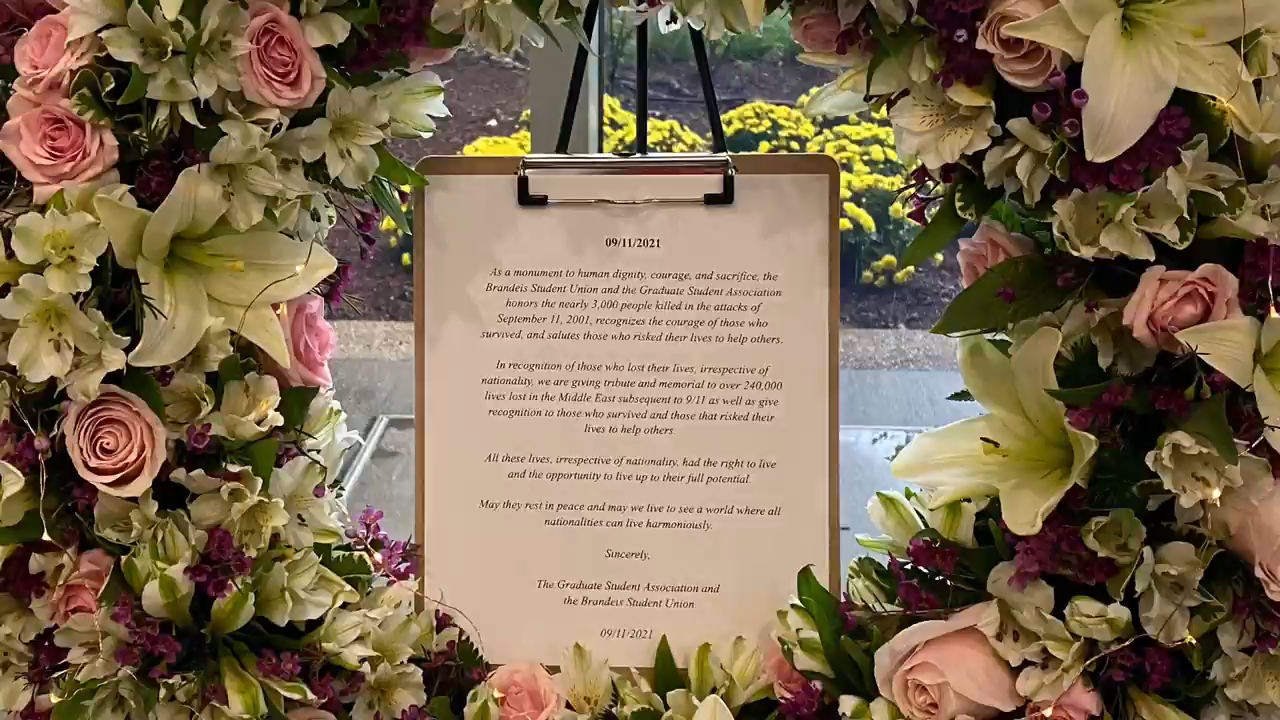 09/11/2021
As a monument to human dignity, courage, and sacrifice, the
Brandeis Student Union and the Graduate Student Association
honors the nearly 3,000 people killed in the attacks of
September 11, 2001, recognizes the courage of those who
survived, and salutes those who risked their lives to help others.
In recognition of those who lost their lives, irrespective of
nationality, we are giving tribute and memorial to over 240,000
lives lost in the Middle East subsequent to 9/11 as well as give
recognition to those who survived and those that risked their
lives to help others.
All these lives, irrespective of nationality, had the right to live
and the opportunity to live up to their full potential.
May they rest in peace and may we live to see a world where all
nationalities can live harmoniously.
Sincerely,
The Graduate Student Association and
the Brandeis Student Union
09/11/2021